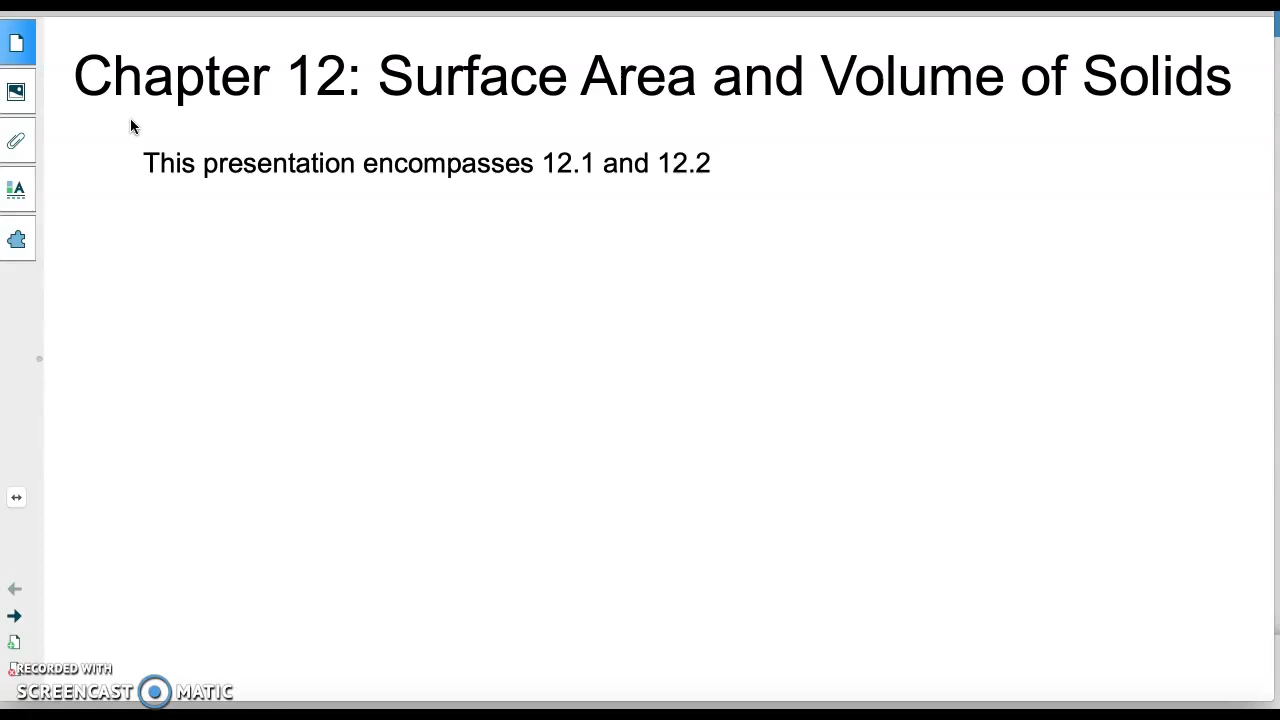 Chapter 12: Surface Area and Volume of Solids
This presentation encompasses 12.1 and 12.2
RECORDED WITH
SCREENCAST MATIC